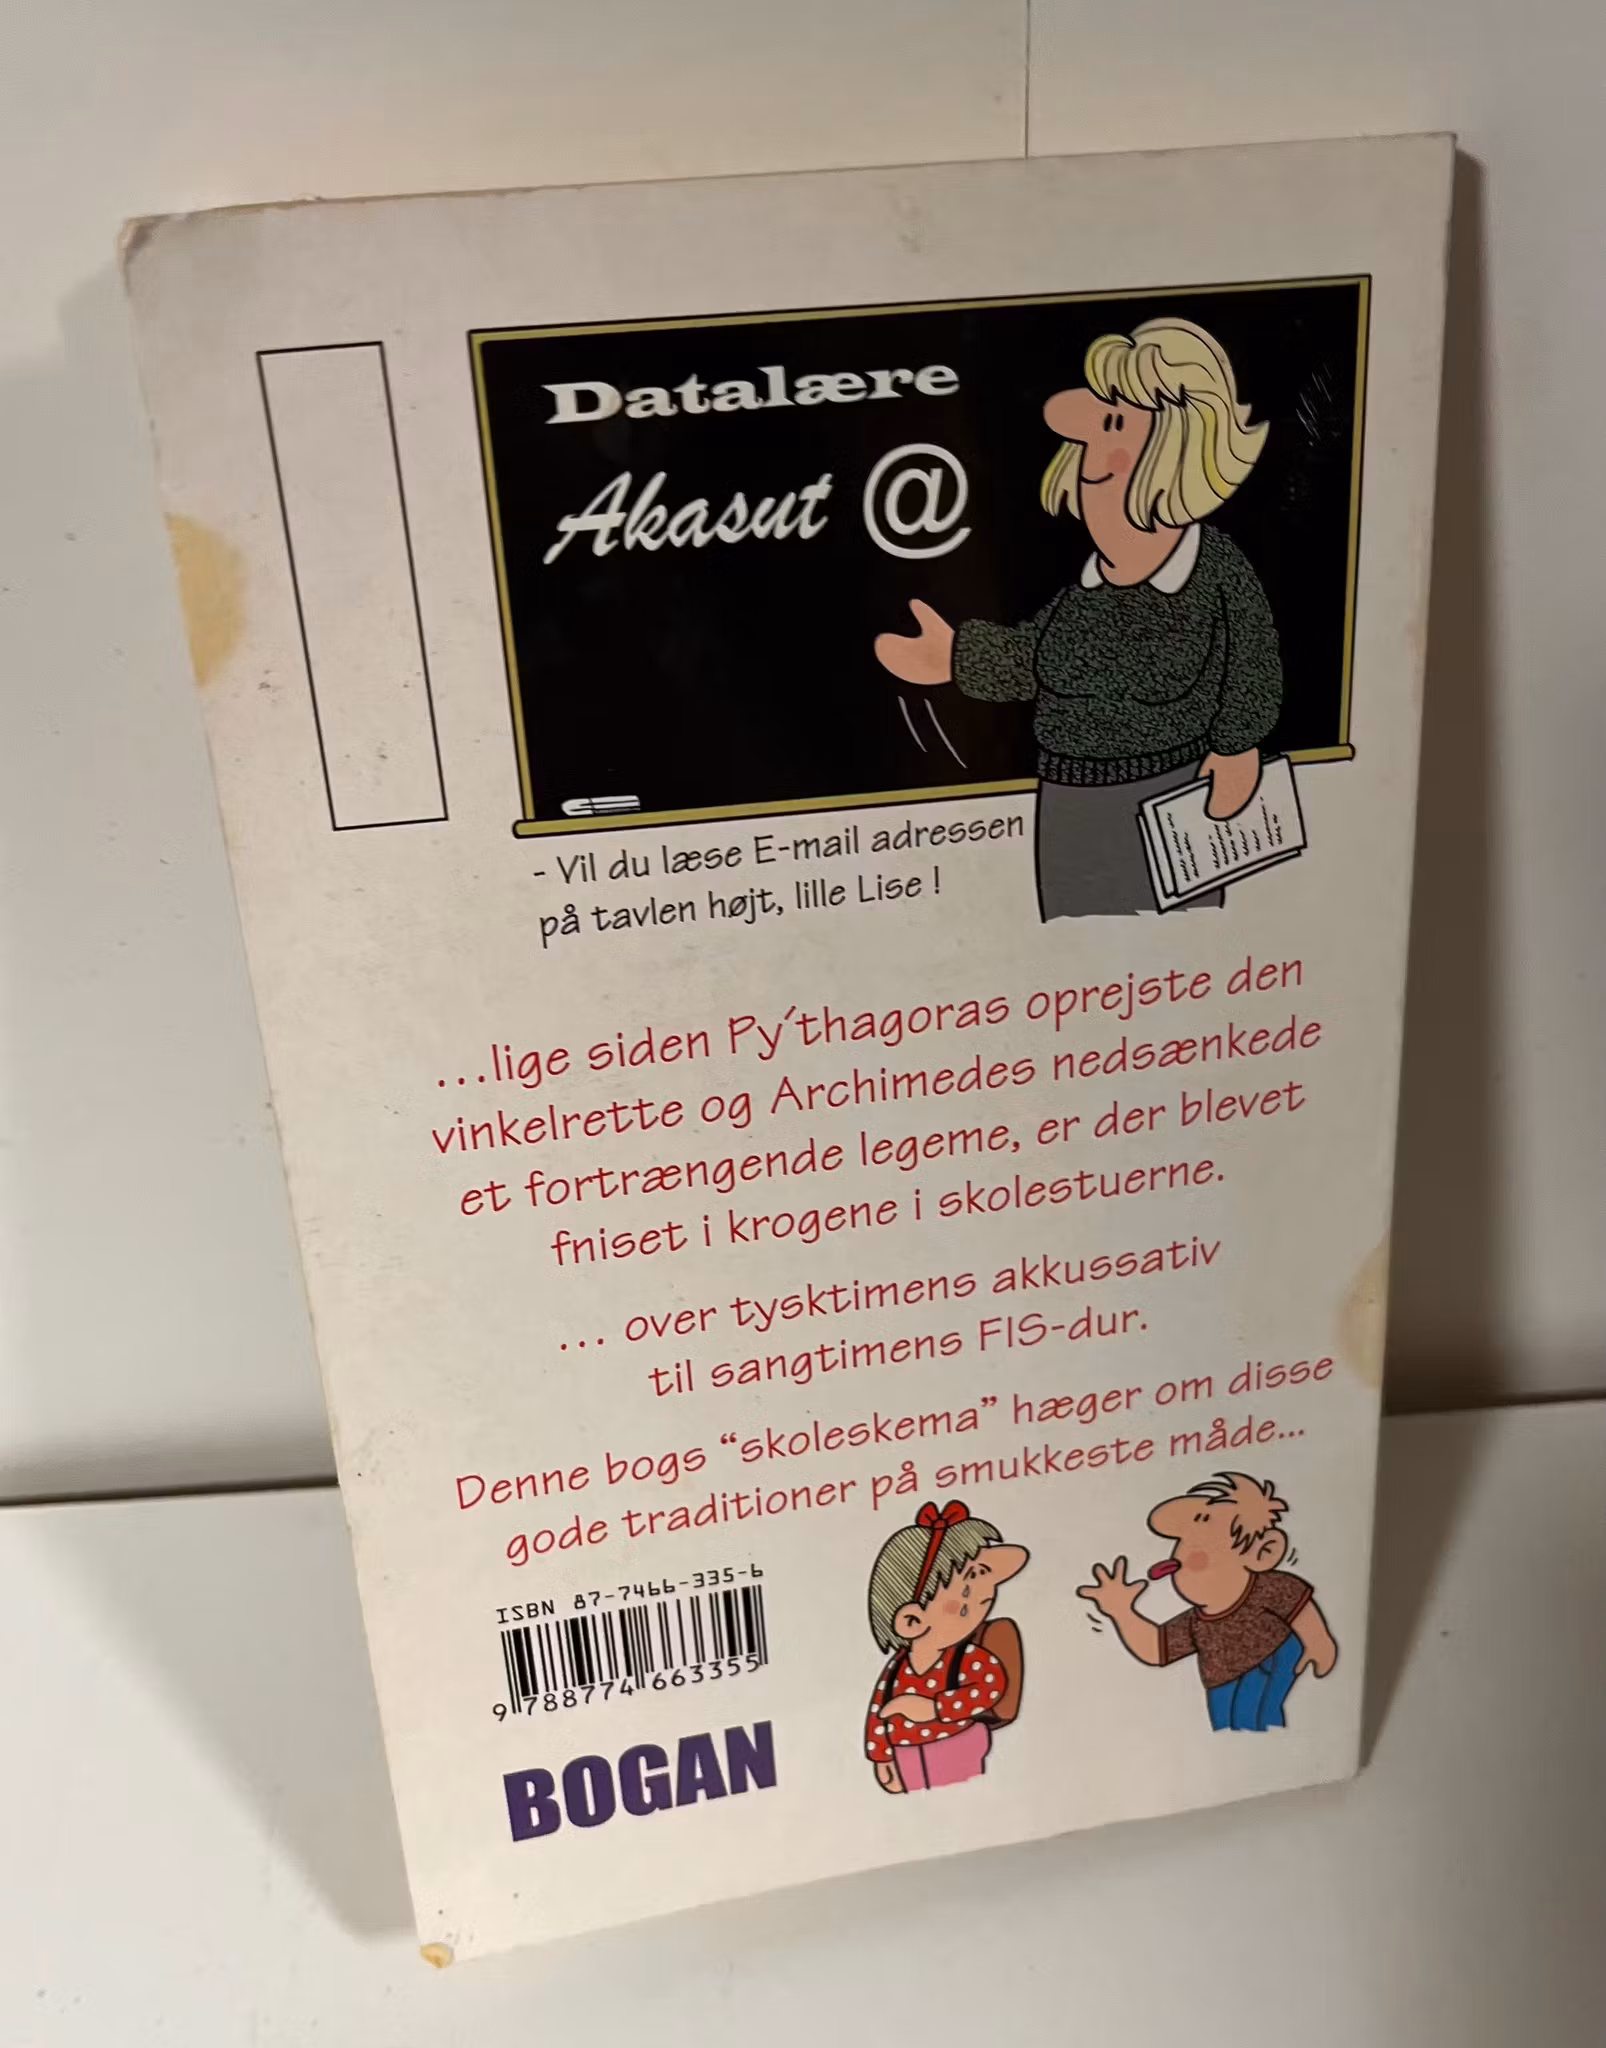 Datalære
Akasut @
- Vil du læse E-mail adressen
på tavlen højt, lille Lise !
...lige siden Py´thagoras oprejste den
vinkelrette og Archimedes nedsænkede
et fortrængende legeme, er der blevet
fniset i krogene i skolestuerne.
... over tysktimens akkussativ
til sangtimens FIS-dur.
Denne bogs “skoleskema” hæger om disse
gode traditioner på smukkeste måde...
ISBN 87-7466-335-6
9 788774 663355
BOGAN